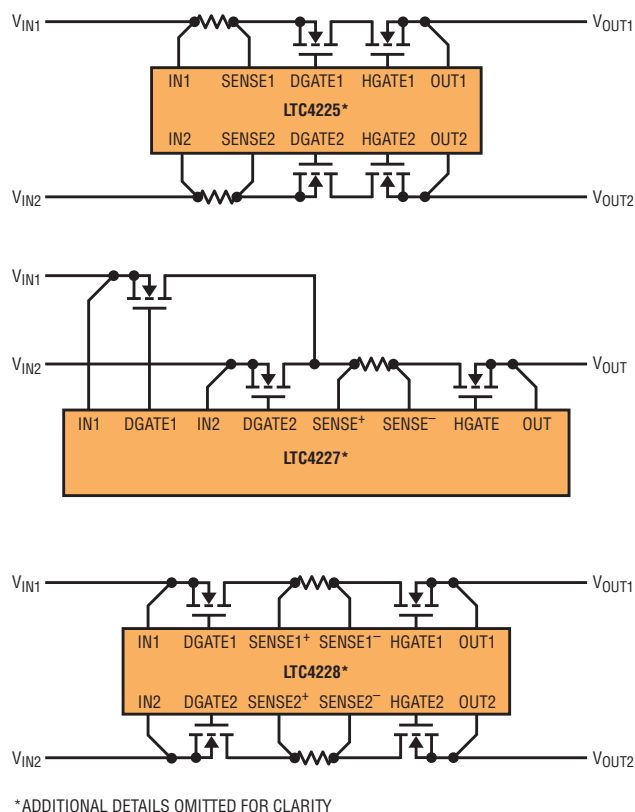 VIN1 VOUT1
IN1 SENSE1 DGATE1 HGATE1 OUT1
LTC4225*
IN2 SENSE2 DGATE2 HGATE2 OUT2
VIN2 VOUT2
VIN1
VIN2 VOUT
IN1 DGATE1 IN2 DGATE2 SENSE+ SENSE– HGATE OUT
LTC4227*
VIN1 VOUT1
IN1 DGATE1 SENSE1+ SENSE1– HGATE1 OUT1
LTC4228*
IN2 DGATE2 SENSE2+ SENSE2– HGATE2 OUT2
VIN2 VOUT2
*ADDITIONAL DETAILS OMITTED FOR CLARITY